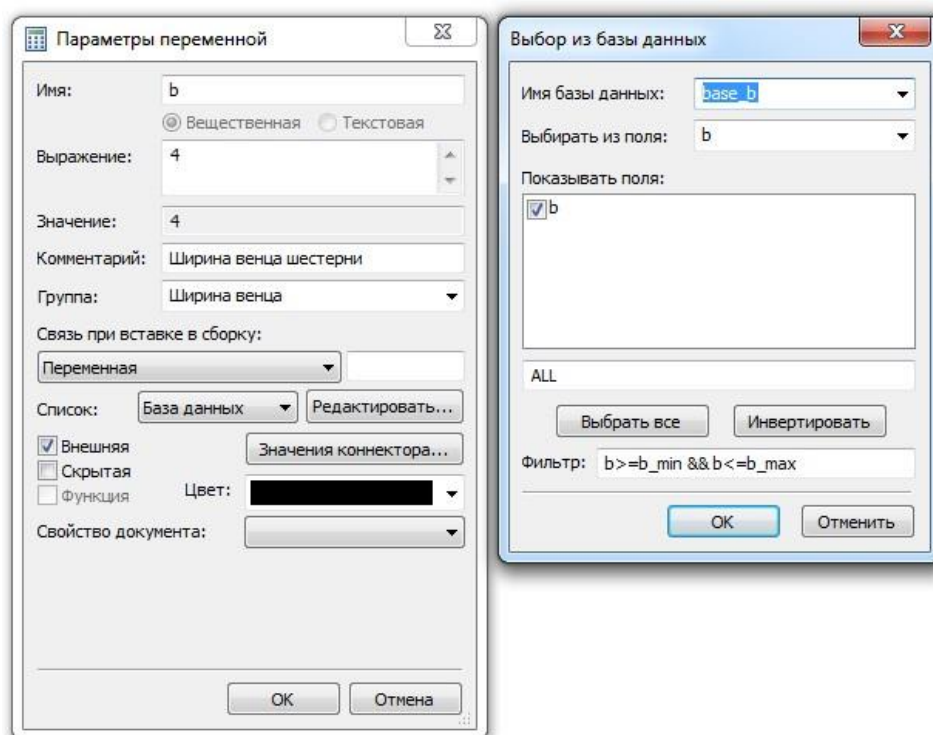 Параметры переменной
Имя: b
Вещественная Текстовая
Выражение: 4
Значение: 4
Комментарий: Ширина венца шестерни
Группа: Ширина венца
Связь при вставке в сборку:
Переменная
Список: База данных Редактировать...
Внешняя Значения коннектора...
Скрытая
Функция Цвет:
Свойство документа:
OK Отмена
Выбор из базы данных
Имя базы данных: base_b
Выбирать из поля: b
Показывать поля:
b
ALL
Выбрать все Инвертировать
Фильтр: b>=b_min && b<=b_max
OK Отменить